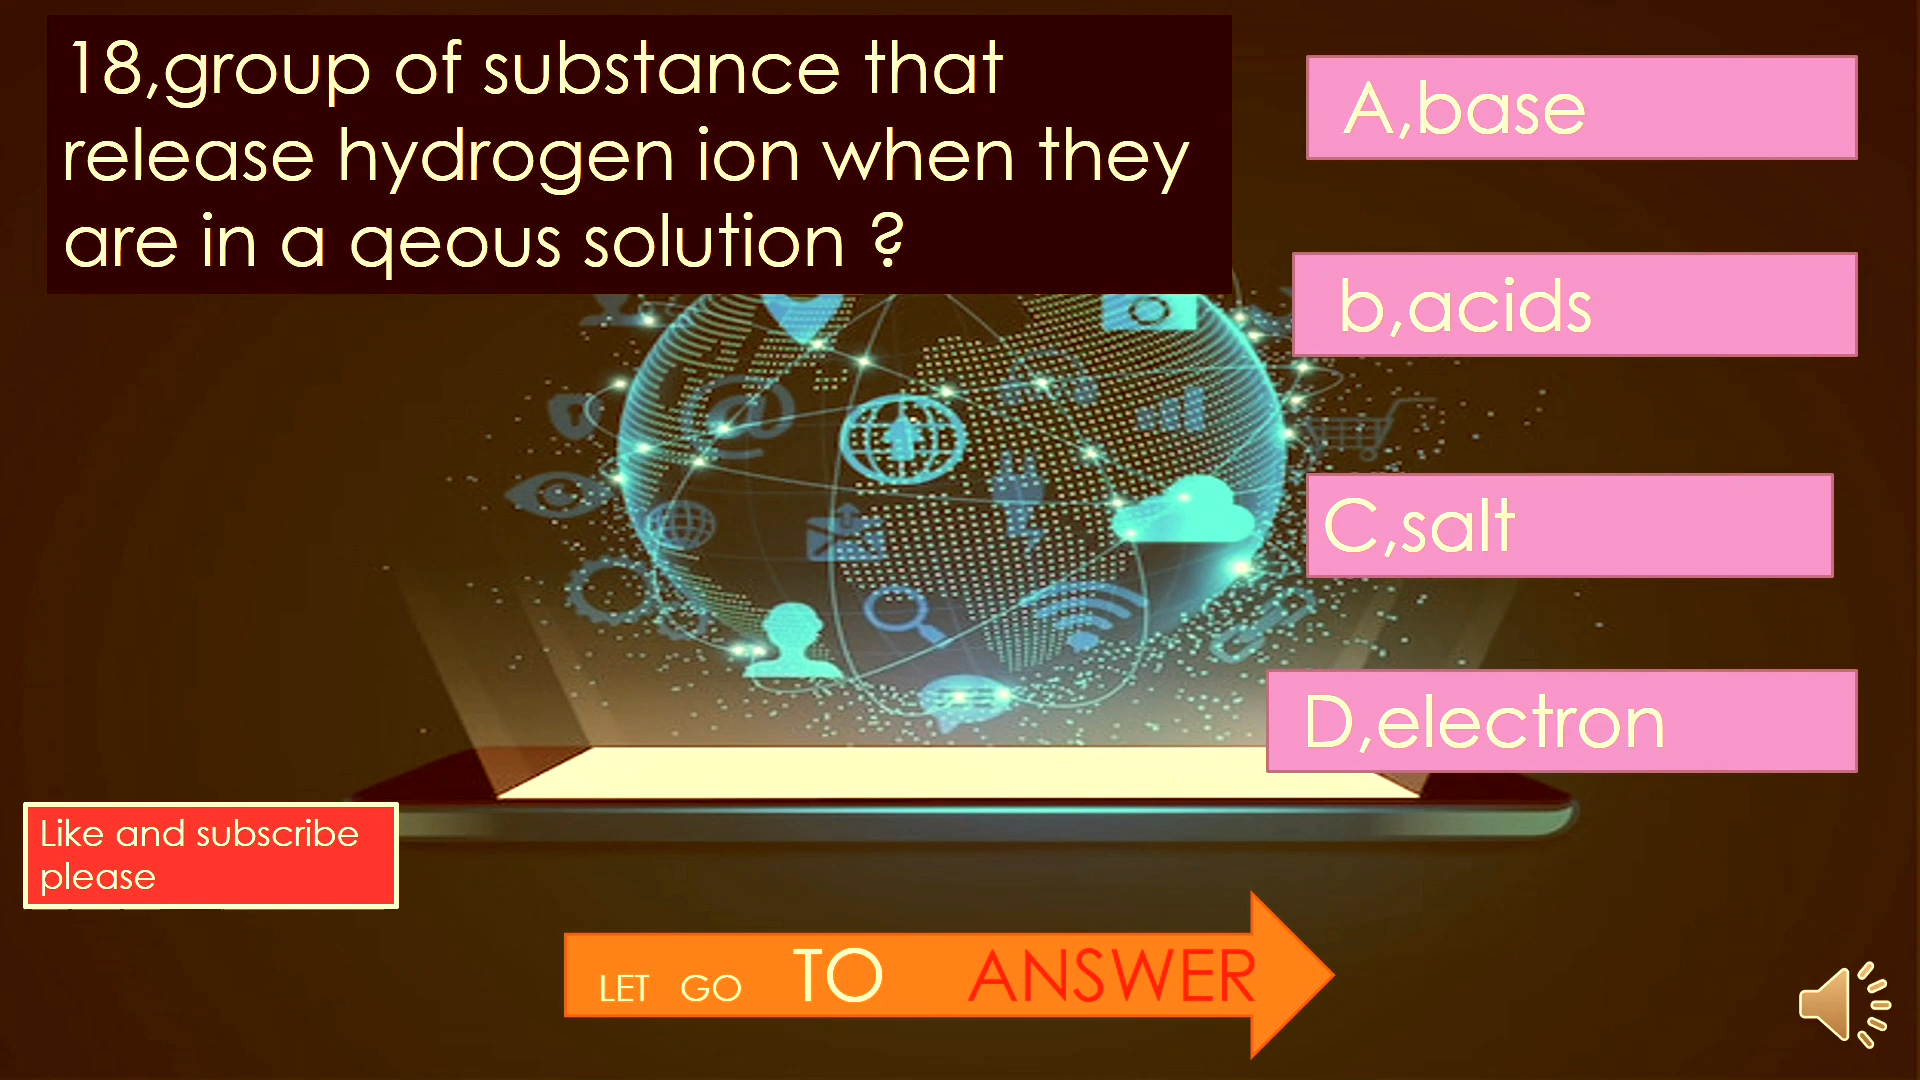 18,group of substance that
release hydrogen ion when they
are in a qeous solution ?
A,base
b,acids
C,salt
D,electron
Like and subscribe
please
LET GO TO ANSWER